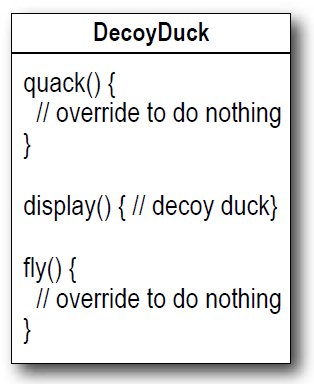 DecoyDuck
quack() {
// override to do nothing
}
display() { // decoy duck}
fly() {
// override to do nothing
}